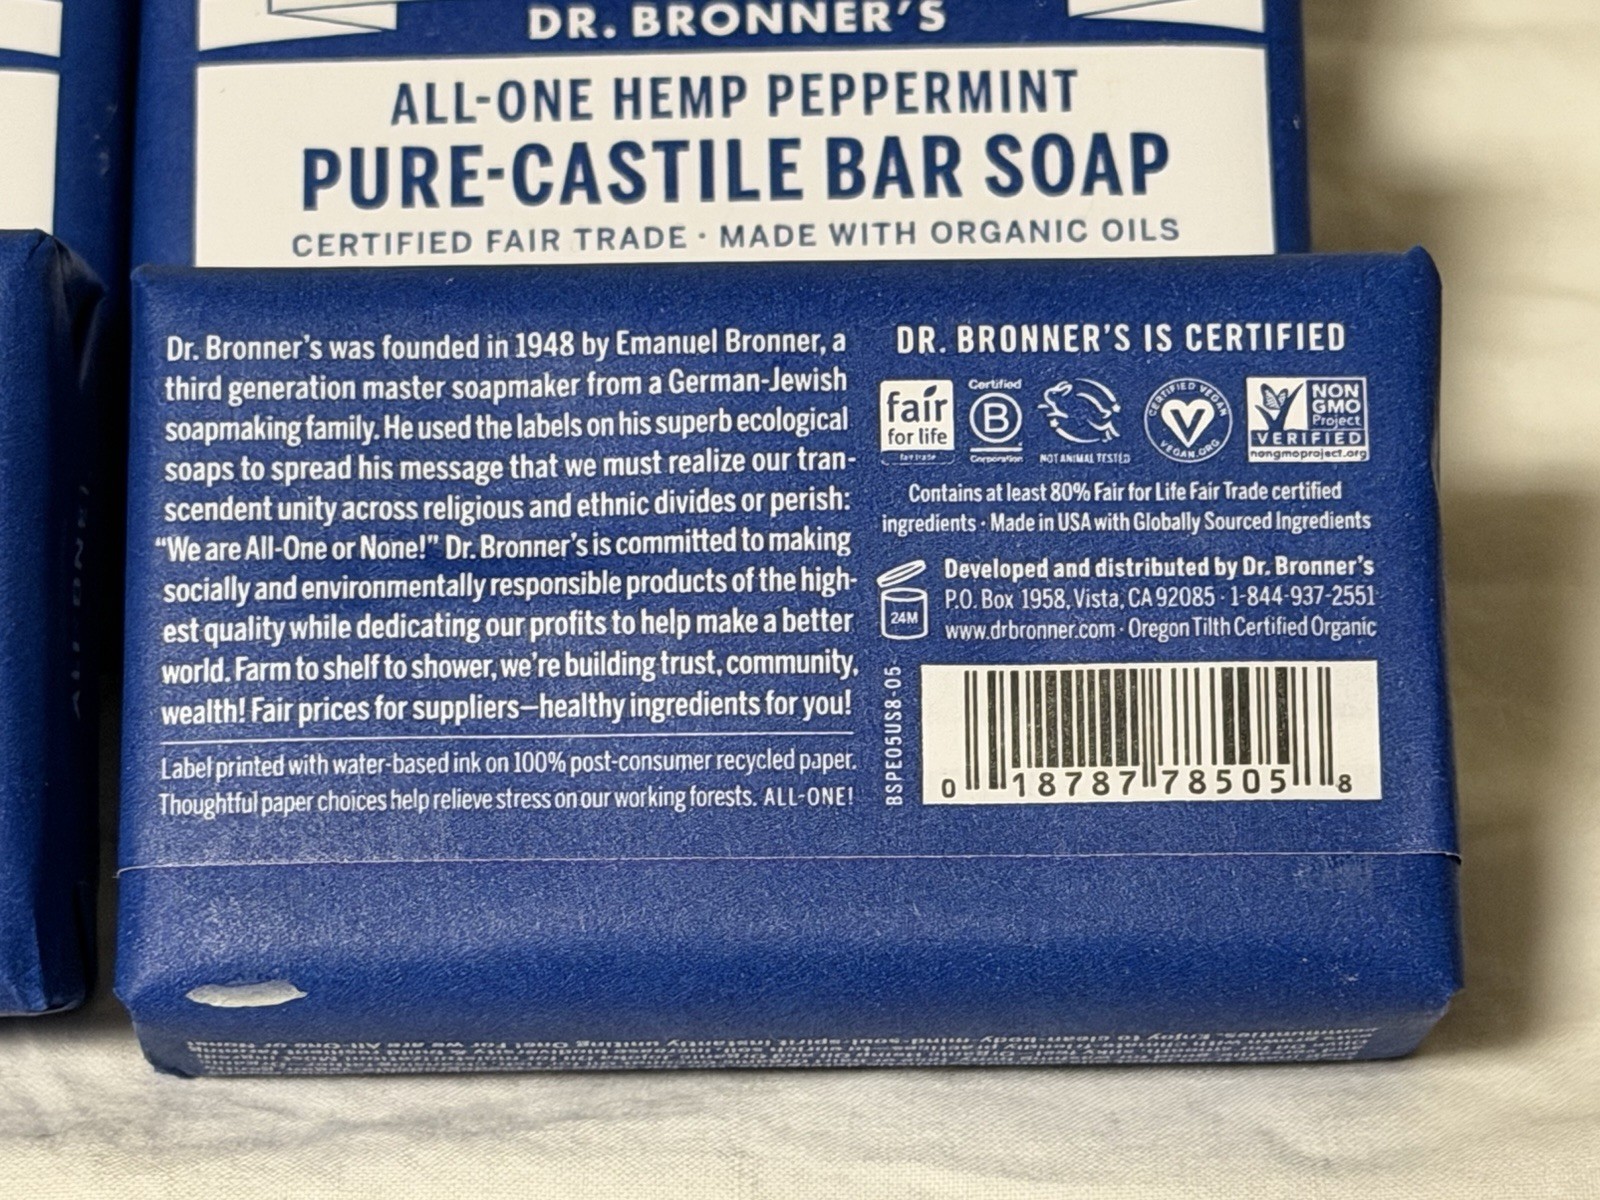 DR. BRONNER'S
ALL-ONE HEMP PEPPERMINT
PURE-CASTILE BAR SOAP
CERTIFIED FAIR TRADE · MADE WITH ORGANIC OILS
Dr. Bronner's was founded in 1948 by Emanuel Bronner, a
third generation master soapmaker from a German-Jewish
soapmaking family. He used the labels on his superb ecological
soaps to spread his message that we must realize our tran-
scendent unity across religious and ethnic divides or perish:
“We are All-One or None!” Dr. Bronner's is committed to making
socially and environmentally responsible products of the high-
est quality while dedicating our profits to help make a better
world. Farm to shelf to shower, we're building trust, community,
wealth! Fair prices for suppliers—healthy ingredients for you!
Label printed with water-based ink on 100% post-consumer recycled paper.
Thoughtful paper choices help relieve stress on our working forests. ALL-ONE!
DR. BRONNER'S IS CERTIFIED
fair
for life
fair trade
Certified
B
Corporation
NOT ANIMAL TESTED
CERTIFIED VEGAN
V
VEGAN.ORG
NON
GMO
Project
VERIFIED
nongmoproject.org
Contains at least 80% Fair for Life Fair Trade certified
ingredients · Made in USA with Globally Sourced Ingredients
24M
Developed and distributed by Dr. Bronner's
P.O. Box 1958, Vista, CA 92085 · 1-844-937-2551
www.drbronner.com · Oregon Tilth Certified Organic
BSPE05US8-05
0 18787 78505 8
ALL-ONE!